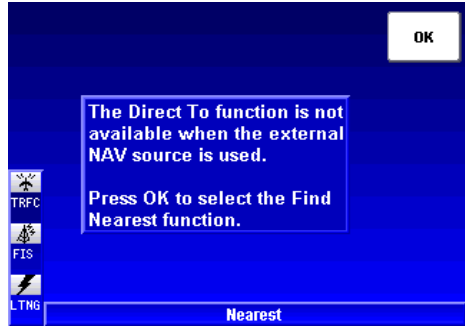 OK
The Direct To function is not
available when the external
NAV source is used.
Press OK to select the Find
Nearest function.
TRFC
FIS
LTNG
Nearest